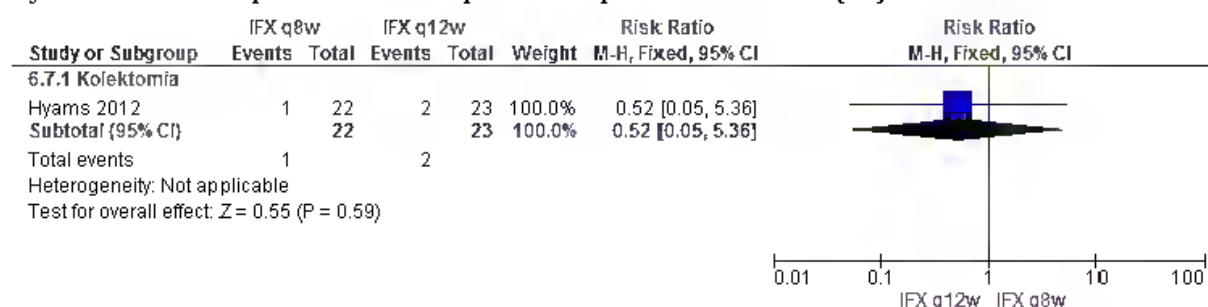 IFX q8w IFX q12w Risk Ratio Risk Ratio
Study or Subgroup Events Total Events Total Weight M-H, Fixed, 95% CI M-H, Fixed, 95% CI
6.7.1 Kolektomia
Hyams 2012 1 22 2 23 100.0% 0.52 [0.05, 5.36]
Subtotal (95% CI) 22 23 100.0% 0.52 [0.05, 5.36]
Total events 1 2
Heterogeneity: Not applicable
Test for overall effect: Z = 0.55 (P = 0.59)
0.01 0.1 1 10 100
IFX q12w IFX q8w